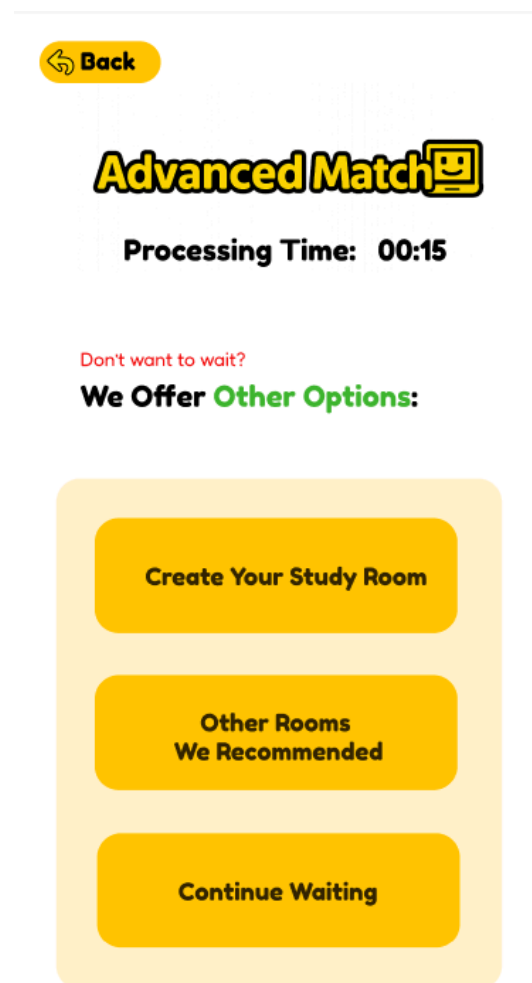 Back
Advanced Match
Processing Time: 00:15
Don't want to wait?
We Offer Other Options:
Create Your Study Room
Other Rooms
We Recommended
Continue Waiting